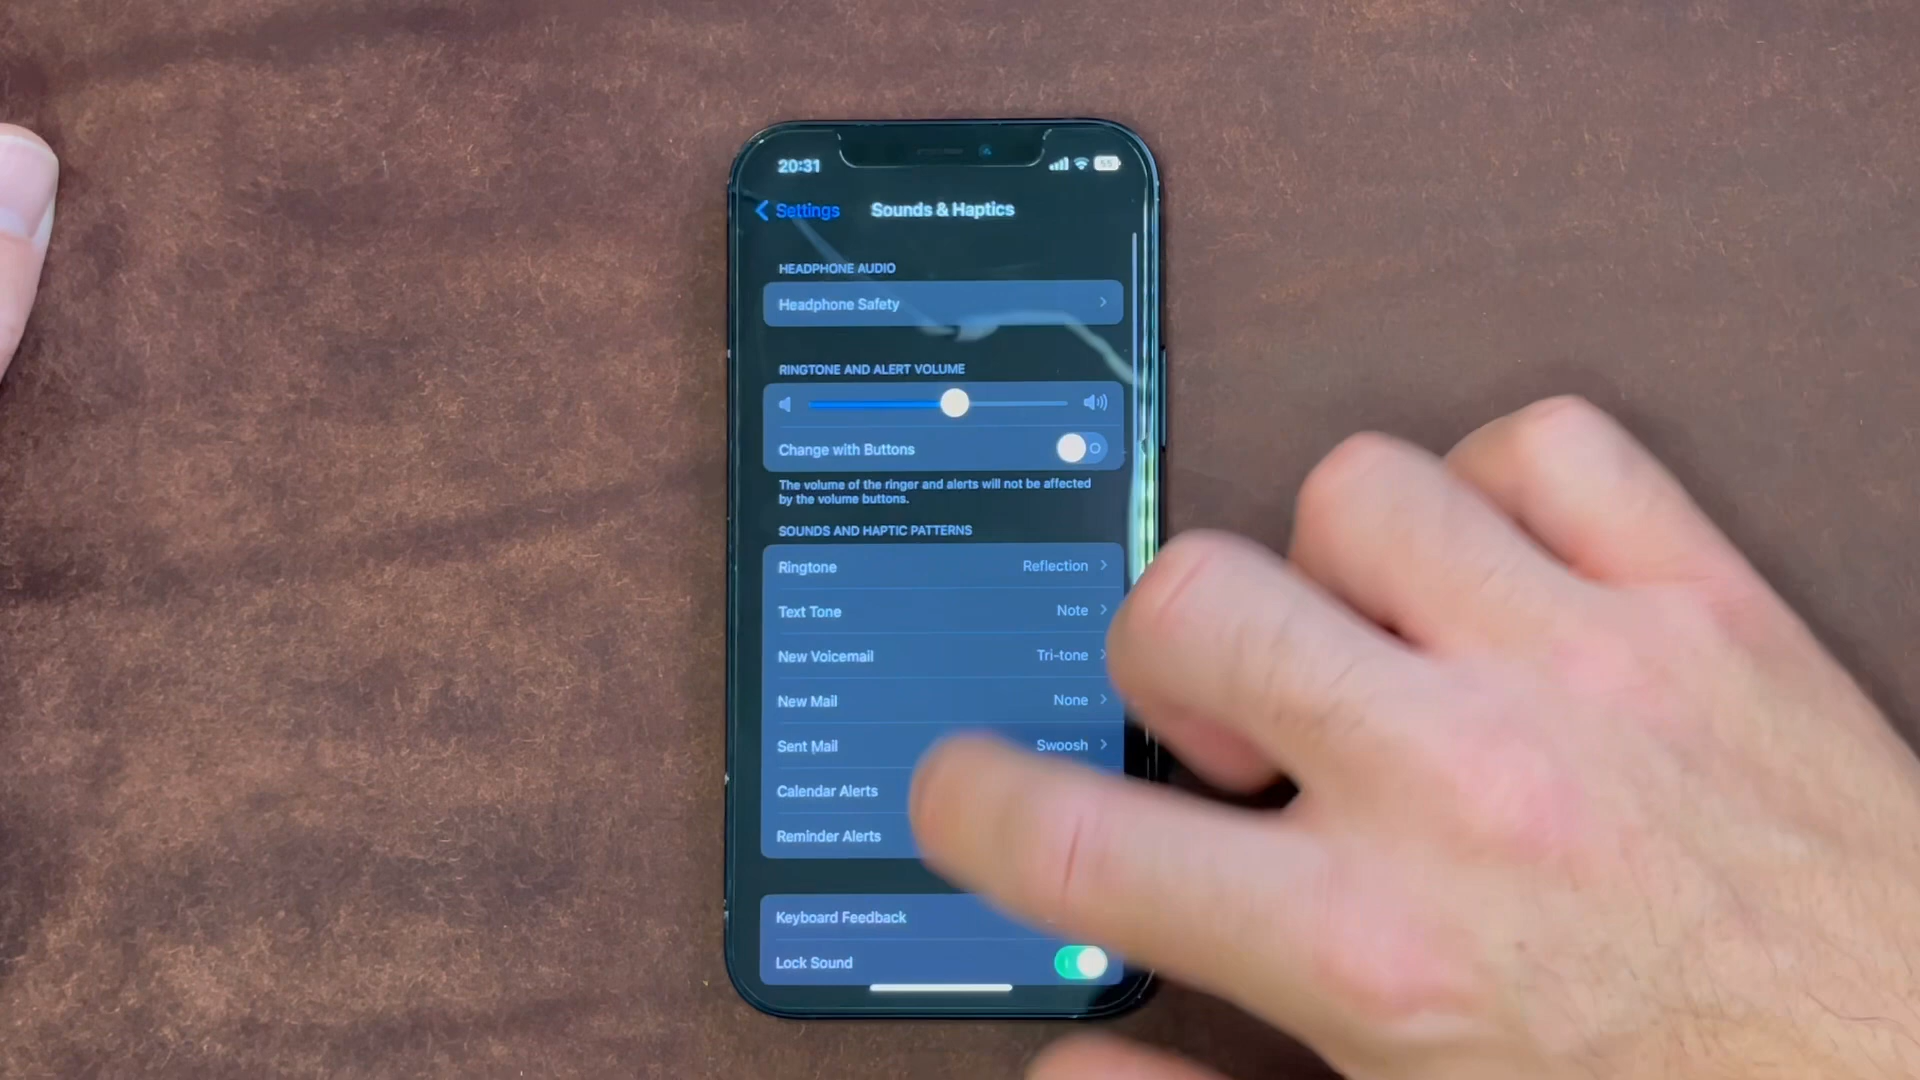 20:31
55
Settings
Sounds & Haptics
HEADPHONE AUDIO
Headphone Safety
RINGTONE AND ALERT VOLUME
Change with Buttons
The volume of the ringer and alerts will not be affected
by the volume buttons.
SOUNDS AND HAPTIC PATTERNS
Ringtone Reflection
Text Tone Note
New Voicemail Tri-tone
New Mail None
Sent Mail Swoosh
Calendar Alerts
Reminder Alerts
Keyboard Feedback
Lock Sound